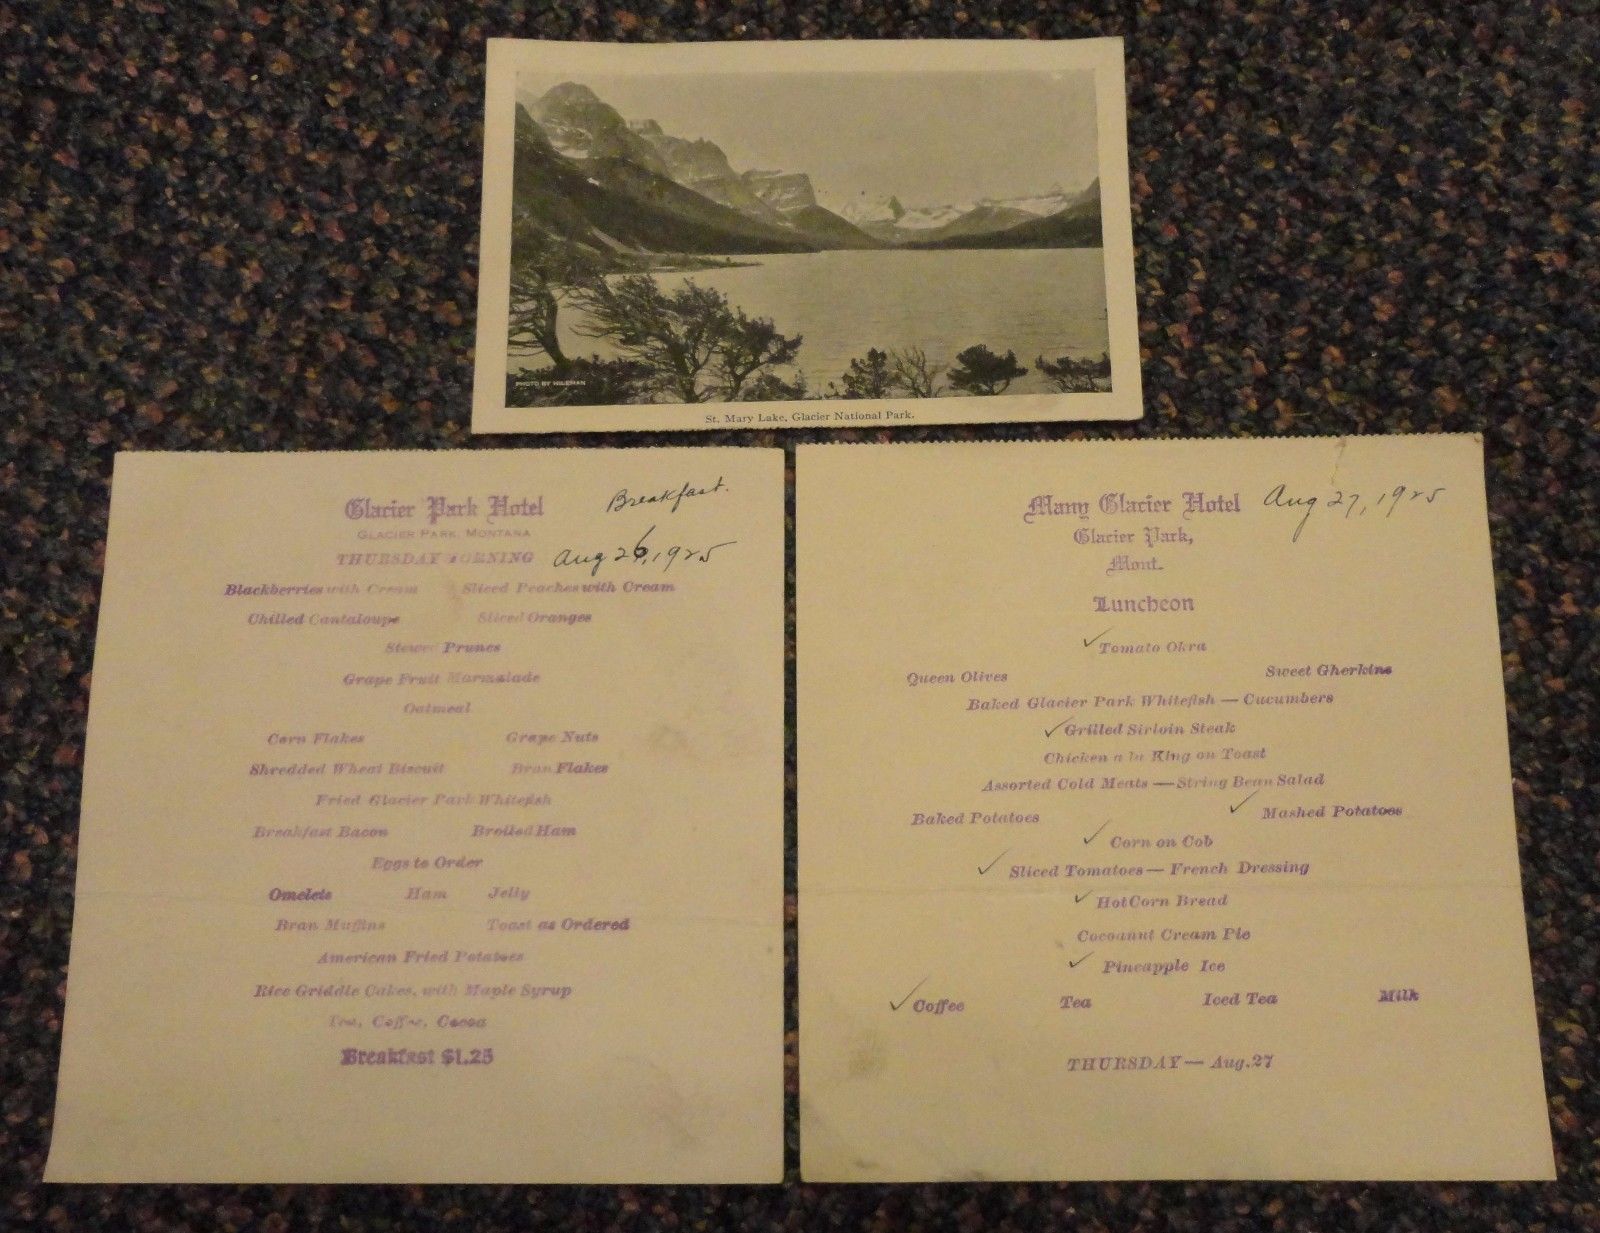 PHOTO BY HILEMAN
St. Mary Lake, Glacier National Park.
Glacier Park Hotel
Breakfast.
GLACIER PARK, MONTANA
THURSDAY MORNING
Aug 26, 1925
Blackberries with Cream Sliced Peaches with Cream
Chilled Cantaloupe Sliced Oranges
Stewed Prunes
Grape Fruit Marmalade
Oatmeal
Corn Flakes Grape Nuts
Shredded Wheat Biscuit Bran Flakes
Fried Glacier Park Whitefish
Breakfast Bacon Broiled Ham
Eggs to Order
Omelets Ham Jelly
Bran Muffins Toast as Ordered
American Fried Potatoes
Rice Griddle Cakes, with Maple Syrup
Tea, Coffee, Cocoa
Breakfast $1.25
Many Glacier Hotel Aug 27, 1925
Glacier Park,
Mont.
Luncheon
✓ Tomato Okra
Queen Olives Sweet Gherkins
Baked Glacier Park Whitefish — Cucumbers
✓ Grilled Sirloin Steak
Chicken a la King on Toast
Assorted Cold Meats — String Bean Salad
Baked Potatoes ✓ Mashed Potatoes
✓ Corn on Cob
✓ Sliced Tomatoes — French Dressing
✓ Hot Corn Bread
Cocoanut Cream Pie
✓ Pineapple Ice
✓ Coffee Tea Iced Tea Milk
THURSDAY — Aug. 27